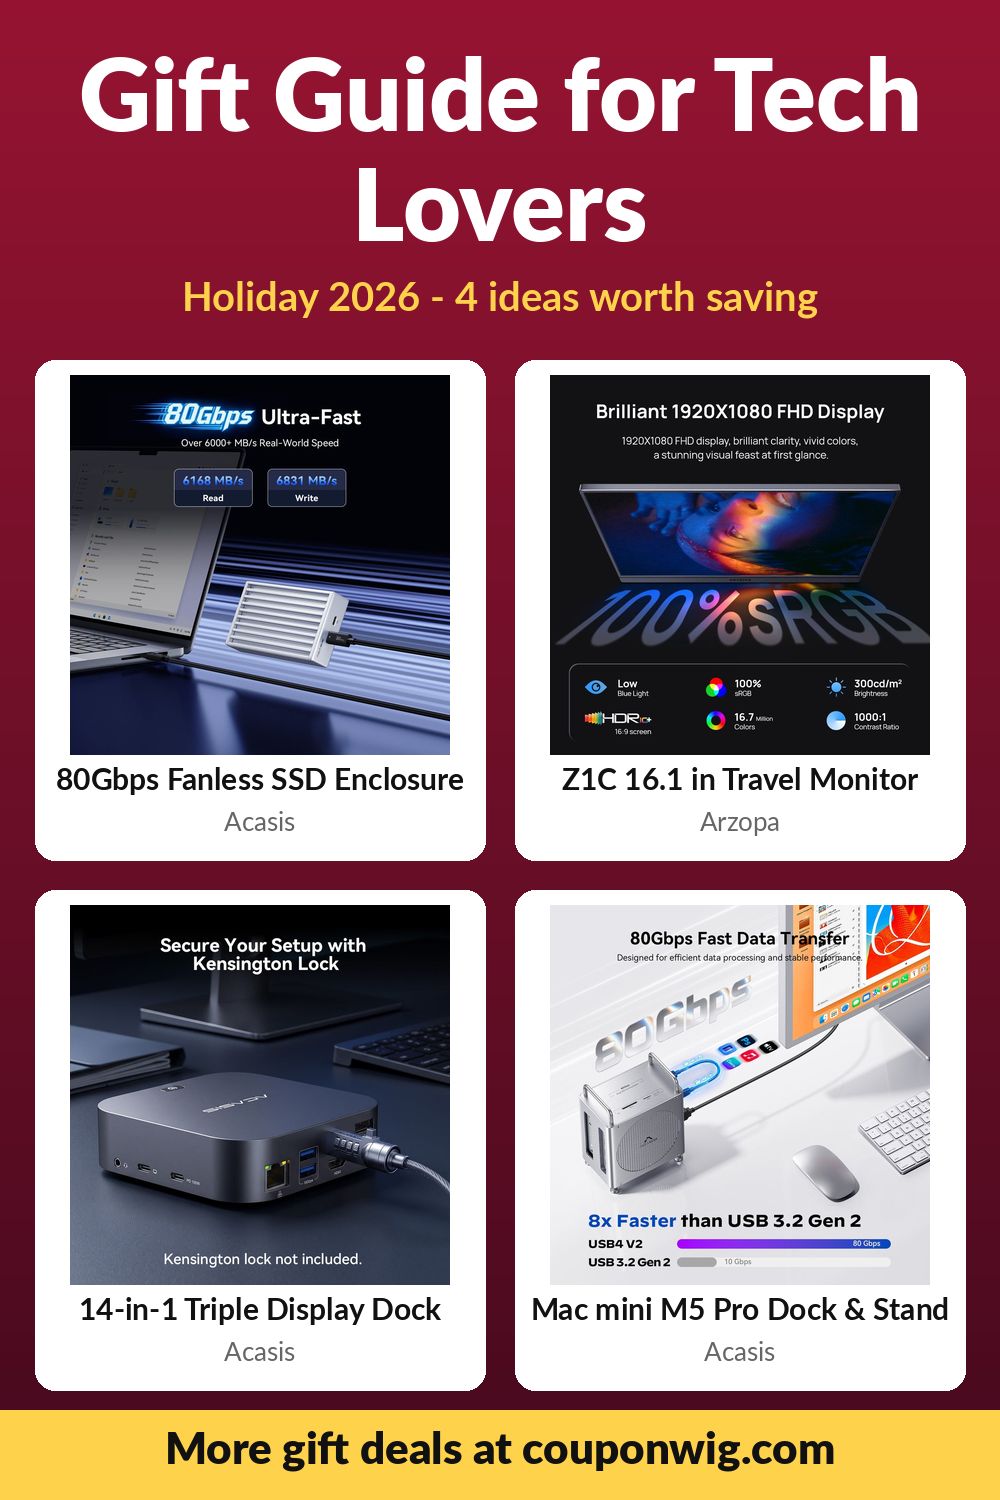 Gift Guide for Tech
Lovers
Holiday 2026 - 4 ideas worth saving
80Gbps Ultra-Fast
Over 6000+ MB/s Real-World Speed
6168 MB/s
Read
6831 MB/s
Write
80Gbps Fanless SSD Enclosure
Acasis
Brilliant 1920X1080 FHD Display
1920X1080 FHD display, brilliant clarity, vivid colors,
a stunning visual feast at first glance.
100%sRGB
Low
Blue Light
100%
sRGB
300cd/m²
Brightness
HDR10+
16:9 screen
16.7 Million
Colors
1000:1
Contrast Ratio
Z1C 16.1 in Travel Monitor
Arzopa
Secure Your Setup with
Kensington Lock
ACASIS
Kensington lock not included.
14-in-1 Triple Display Dock
Acasis
80Gbps Fast Data Transfer
Designed for efficient data processing and stable performance.
80Gbps
8x Faster than USB 3.2 Gen 2
USB4 V2
80 Gbps
USB 3.2 Gen 2
10 Gbps
Mac mini M5 Pro Dock & Stand
Acasis
More gift deals at couponwig.com